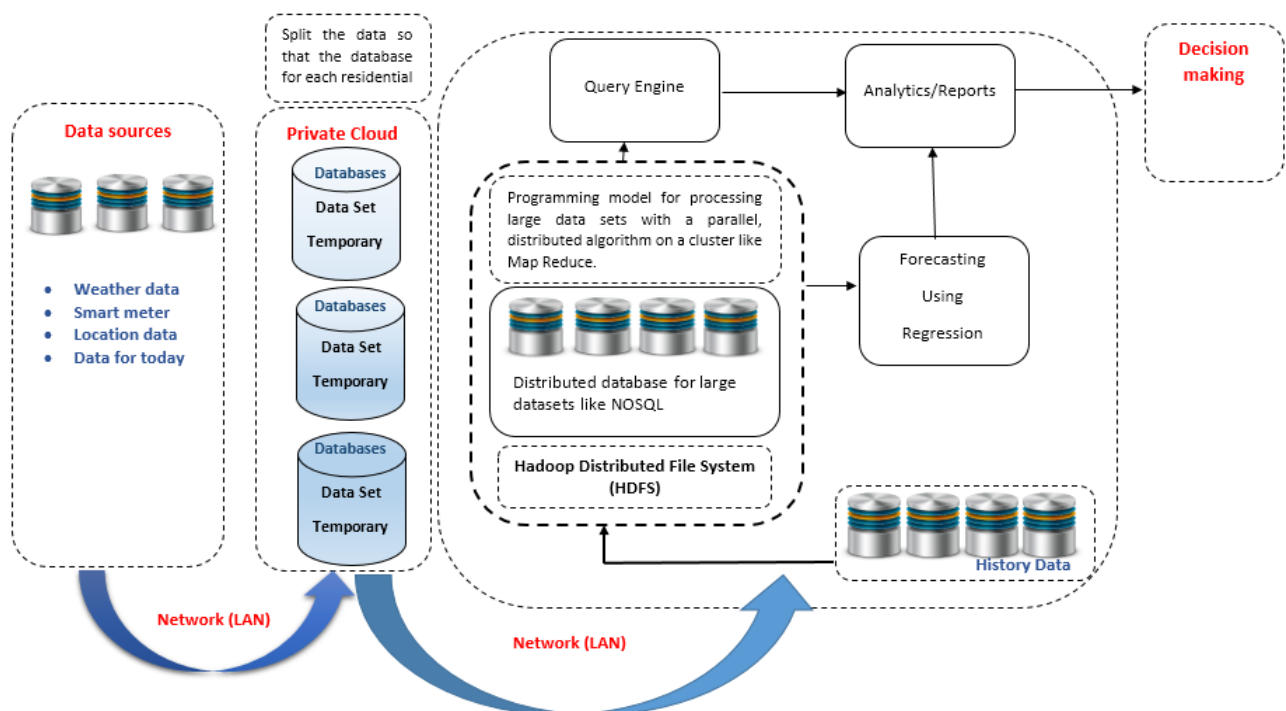 Split the data so
that the database
for each residential
Data sources
Weather data
Smart meter
Location data
Data for today
Private Cloud
Databases
Data Set
Temporary
Databases
Data Set
Temporary
Databases
Data Set
Temporary
Query Engine
Analytics/Reports
Decision
making
Programming model for processing
large data sets with a parallel,
distributed algorithm on a cluster like
Map Reduce.
Distributed database for large
datasets like NOSQL
Hadoop Distributed File System
(HDFS)
Forecasting
Using
Regression
History Data
Network (LAN)
Network (LAN)